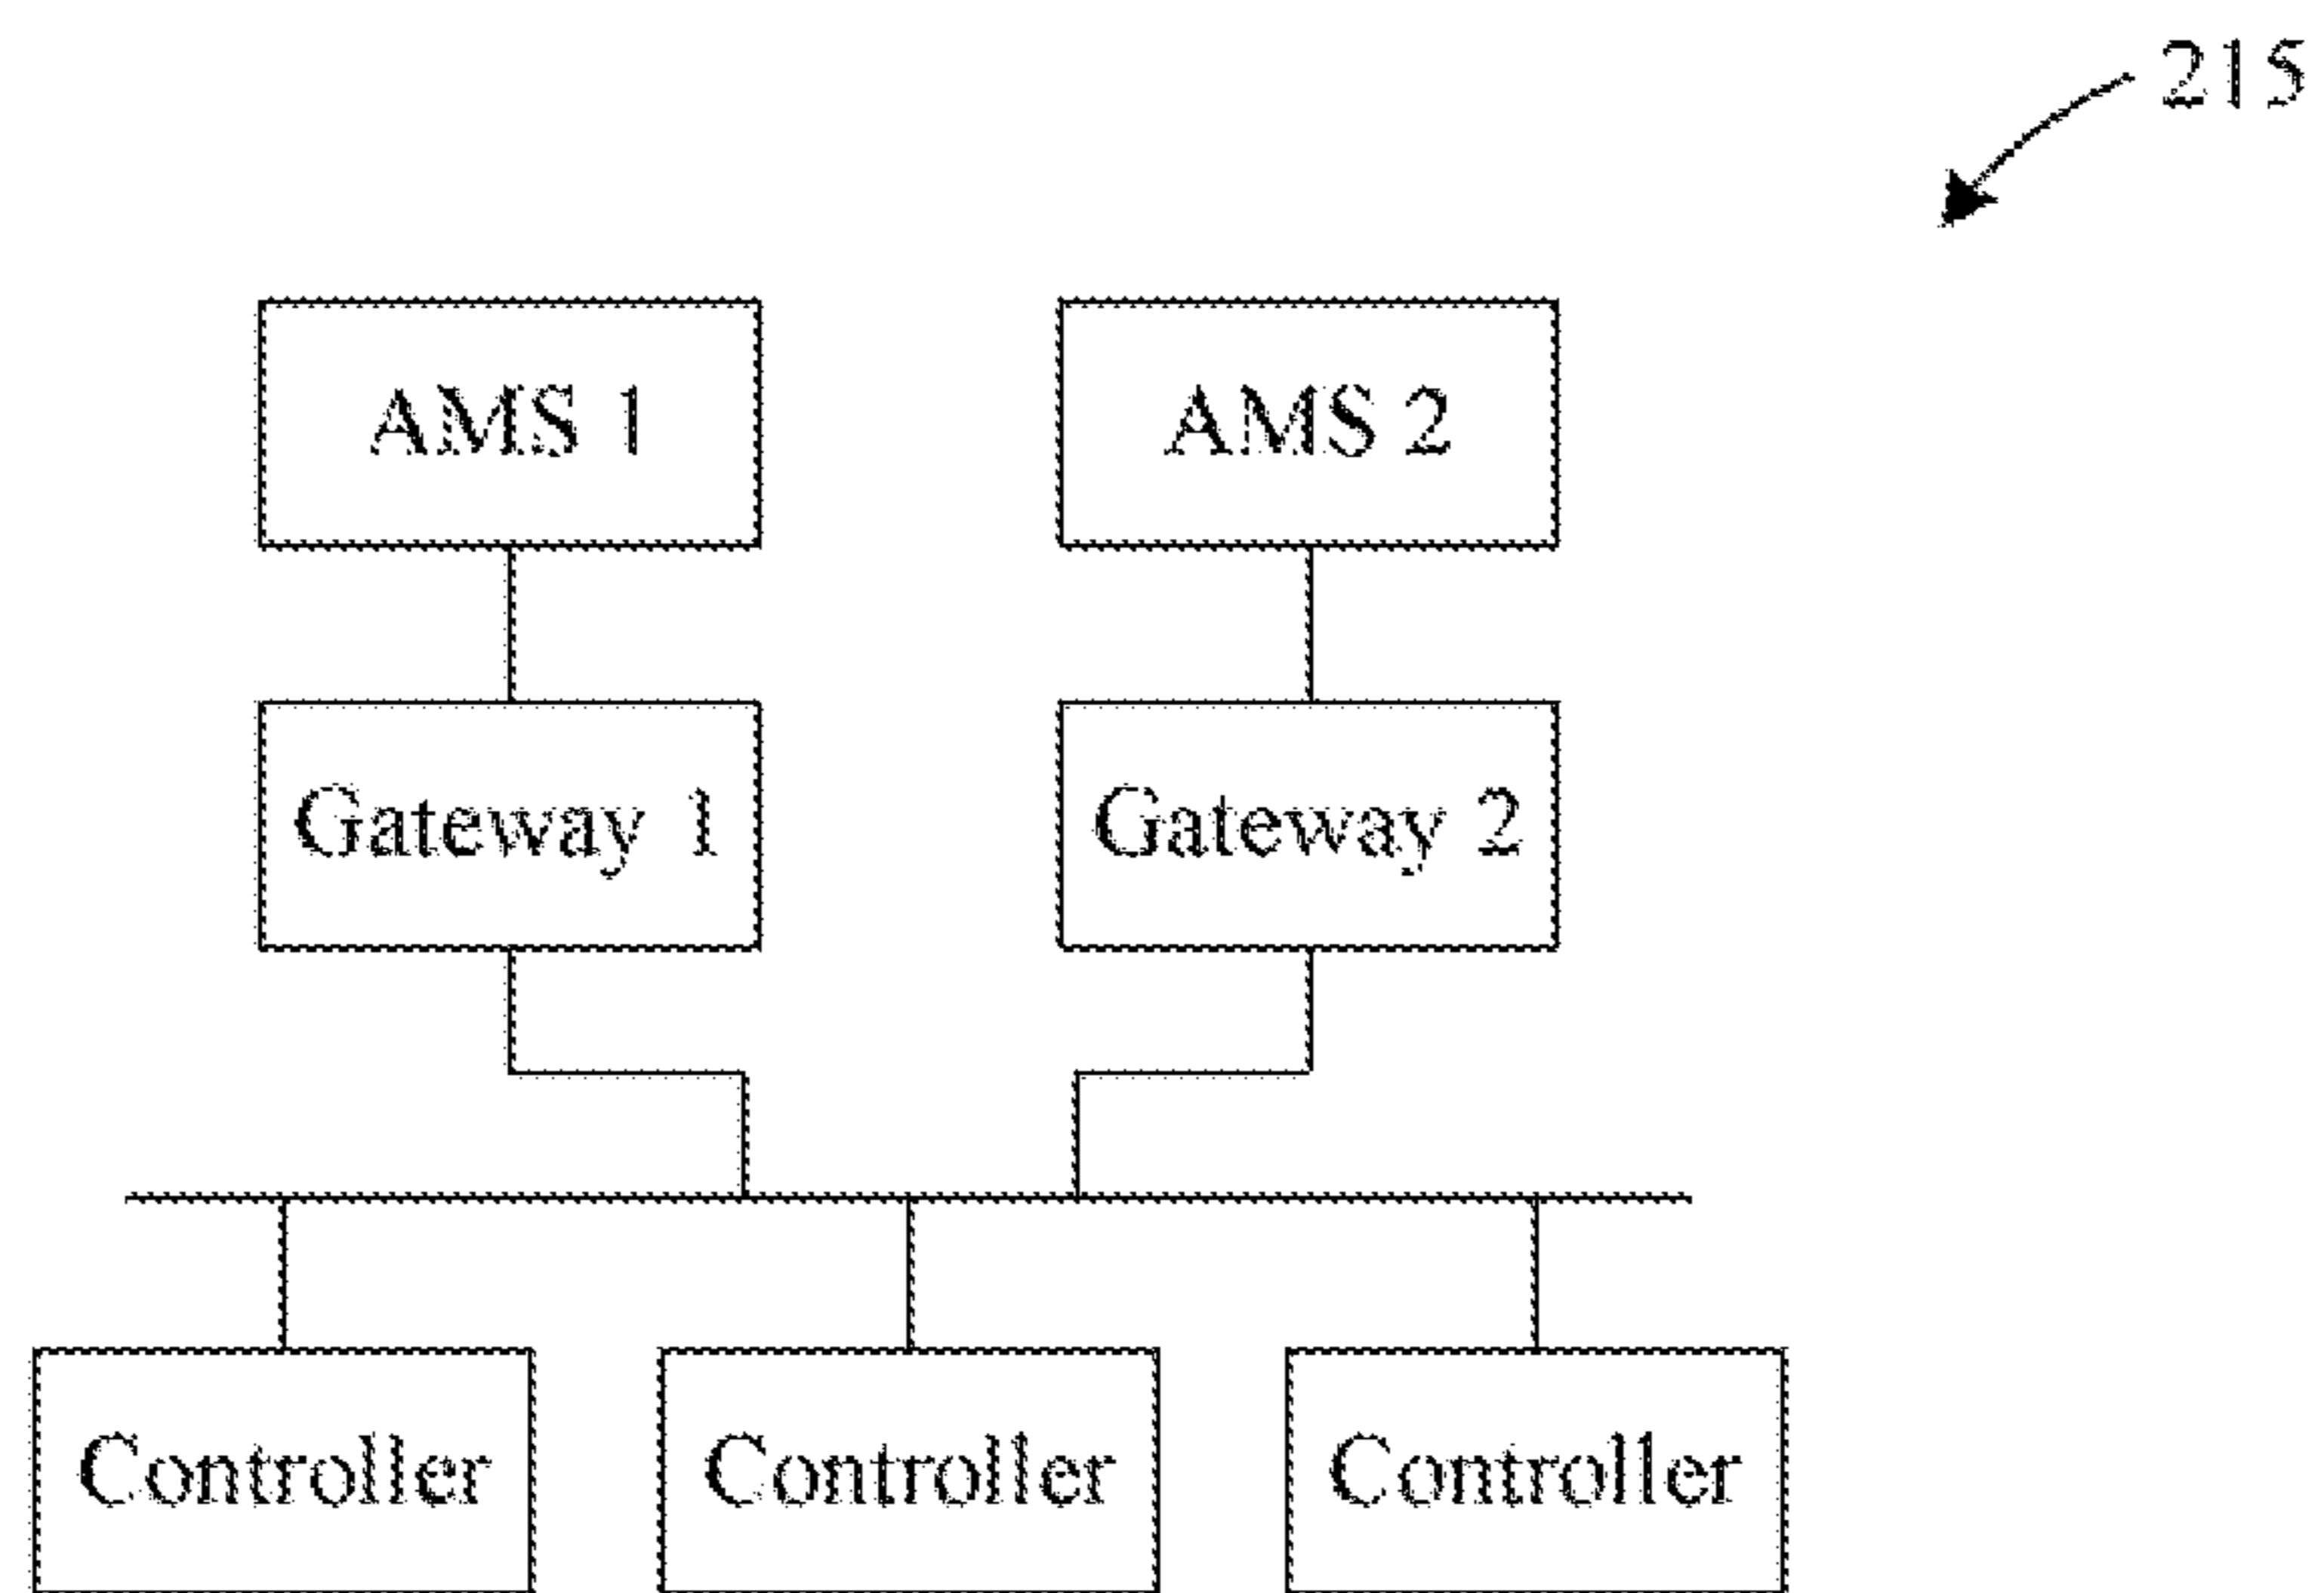 215
AMS 1
AMS 2
Gateway 1
Gateway 2
Controller
Controller
Controller